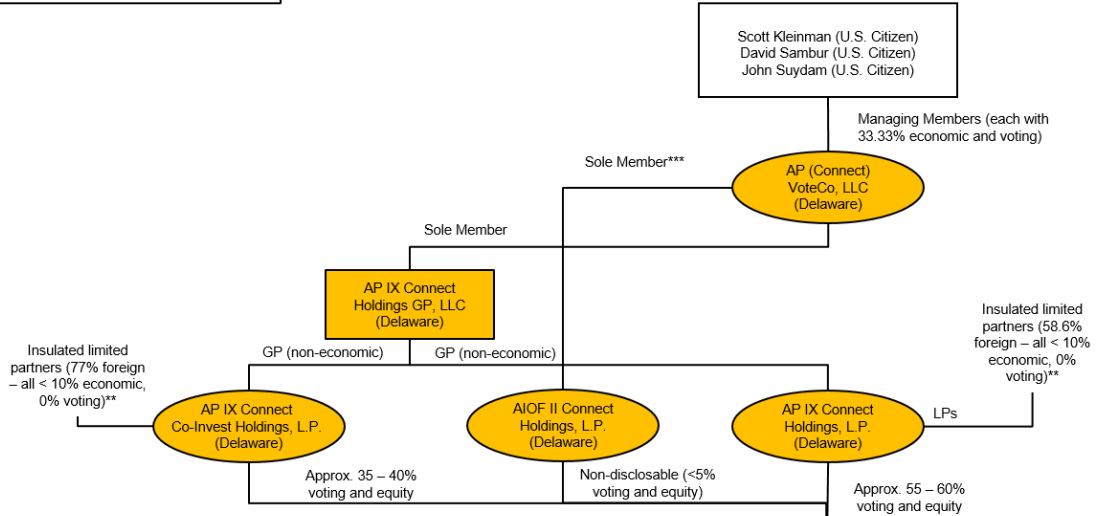 Scott Kleinman (U.S. Citizen)
David Sambur (U.S. Citizen)
John Suydam (U.S. Citizen)
Managing Members (each with
33.33% economic and voting)
Sole Member***
AP (Connect)
VoteCo, LLC
(Delaware)
Sole Member
AP IX Connect
Holdings GP, LLC
(Delaware)
Insulated limited
partners (58.6%
foreign – all < 10%
economic, 0%
voting)**
Insulated limited
partners (77% foreign
– all < 10% economic,
0% voting)**
GP (non-economic)
GP (non-economic)
AP IX Connect
Co-Invest Holdings, L.P.
(Delaware)
AIOF II Connect
Holdings, L.P.
(Delaware)
AP IX Connect
Holdings, L.P.
(Delaware)
LPs
Approx. 35 – 40%
voting and equity
Non-disclosable (<5%
voting and equity)
Approx. 55 – 60%
voting and equity